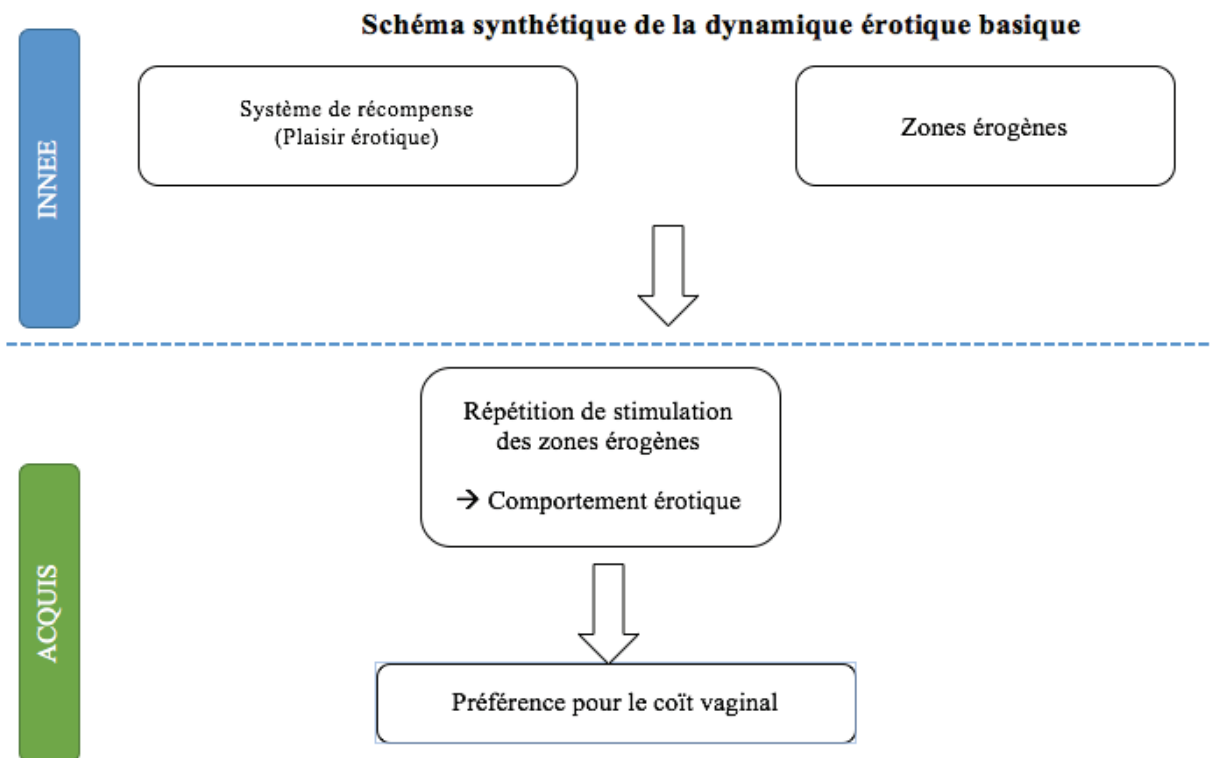 Schéma synthétique de la dynamique érotique basique
INNEE
Système de récompense
(Plaisir érotique)
Zones érogènes
ACQUIS
Répétition de stimulation
des zones érogènes
→ Comportement érotique
Préférence pour le coït vaginal